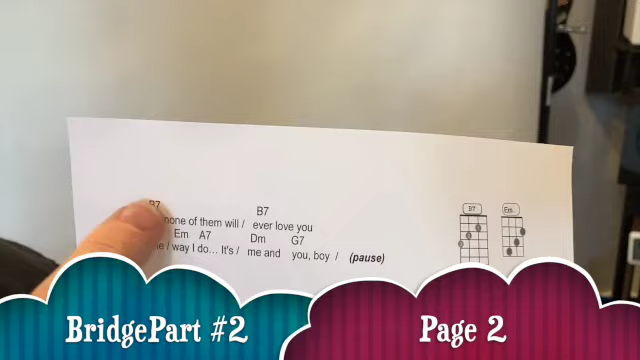 B7 B7
none of them will / ever love you
Em A7 Dm G7
/ way I do... It's / me and you, boy / (pause)
B7 Em
BridgePart #2
Page 2